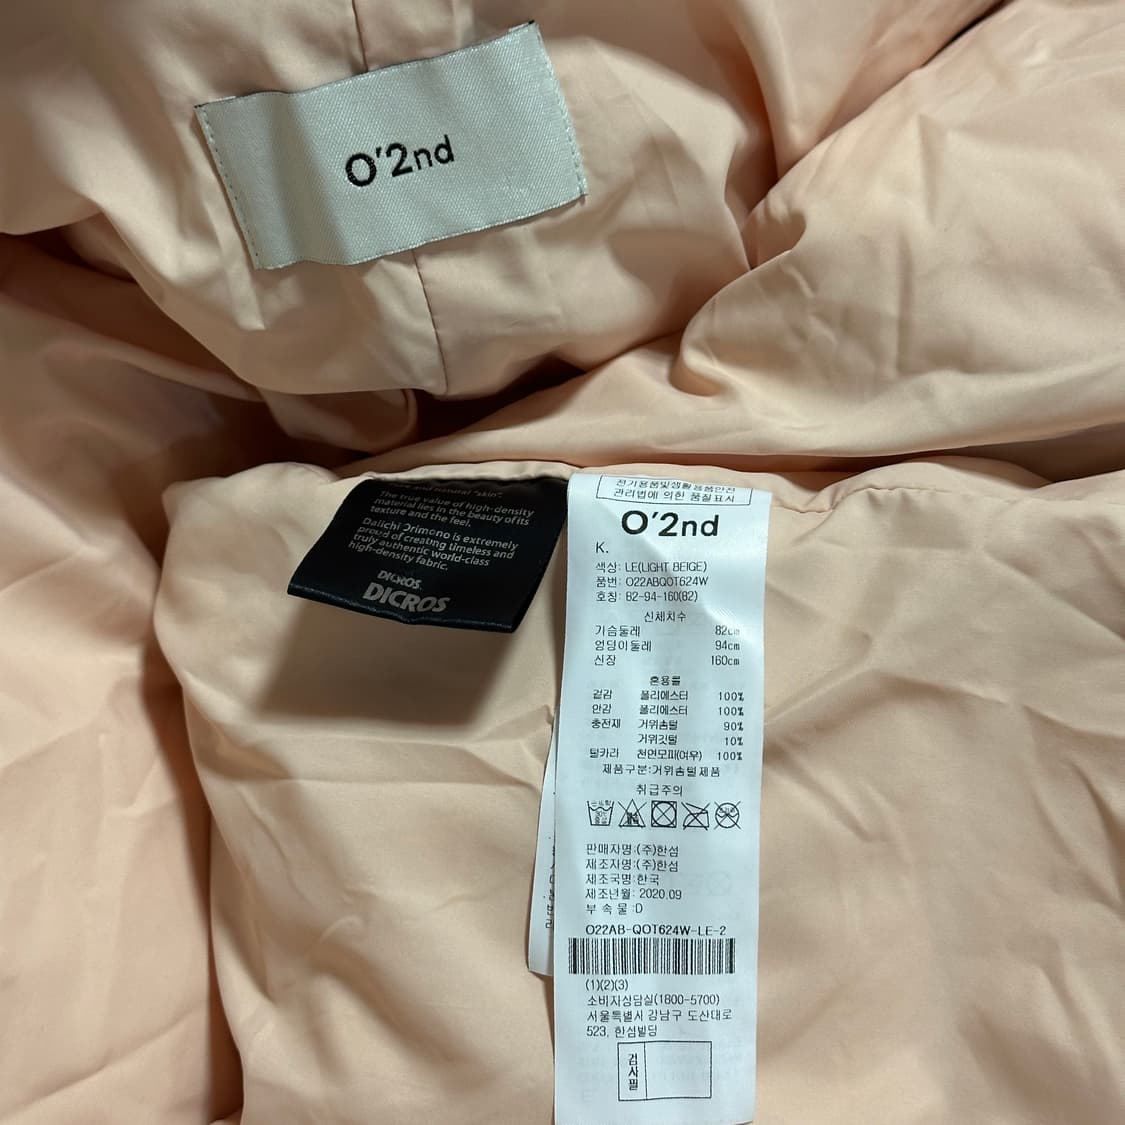 O'2nd
and natural "skin".
The true value of high-density
material lies in the beauty of its
texture and the feel.
Daiichi Orimono is extremely
proud of creating timeless and
truly authentic world-class
high-density fabric.
DICROS.
DICROS
전기용품및생활용품안전
관리법에 의한 품질표시
O'2nd
K.
색상: LE(LIGHT BEIGE)
품번: O22ABQOT624W
호칭: 82-94-160(82)
신체치수
가슴둘레 82cm
엉덩이둘레 94cm
신장 160cm
혼용률
겉감 폴리에스터 100%
안감 폴리에스터 100%
충전재 거위솜털 90%
거위깃털 10%
털카라 천연모피(여우) 100%
제품구분:거위솜털제품
취급주의
판매자명:(주)한섬
제조자명:(주)한섬
제조국명:한국
제조년월: 2020.09
부 속 물 :D
O22AB-QOT624W-LE-2
(1)(2)(3)
소비자상담실(1800-5700)
서울특별시 강남구 도산대로
523, 한섬빌딩
검사필